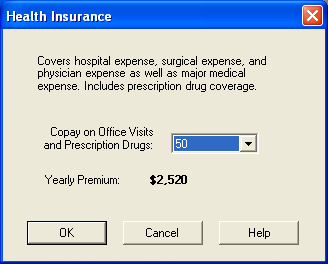 Health Insurance
Covers hospital expense, surgical expense, and
physician expense as well as major medical
expense. Includes prescription drug coverage.
Copay on Office Visits
and Prescription Drugs:
50
Yearly Premium: $2,520
OK Cancel Help